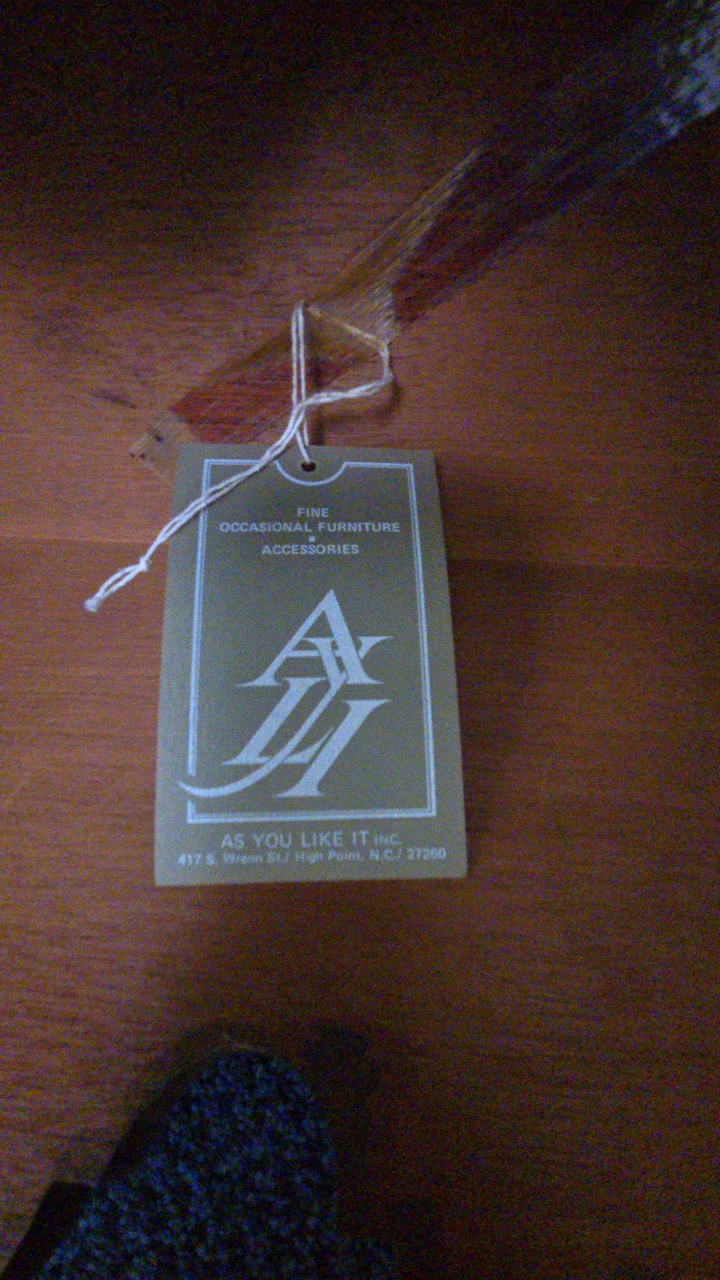 FINE
OCCASIONAL FURNITURE
ACCESSORIES
AYLI
AS YOU LIKE IT INC.
417 S. Wrenn St./ High Point, N.C./ 27260